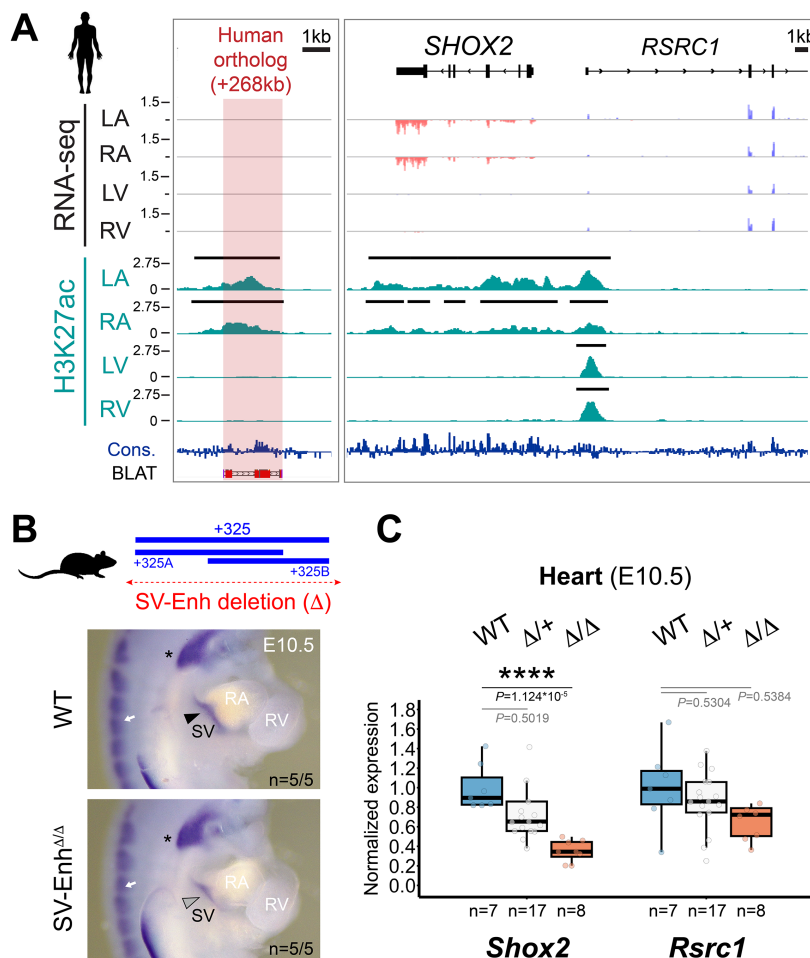 A
Human
ortholog
(+268kb)
1kb
SHOX2
RSRC1
1kb
RNA-seq
LA
1.5
RA
1.5
LV
1.5
RV
1.5
H3K27ac
LA
2.75
0
RA
2.75
0
LV
2.75
0
RV
2.75
0
Cons.
BLAT
B
+325
+325A
+325B
SV-Enh deletion (Δ)
WT
E10.5
*
RA
SV
RV
n=5/5
SV-EnhΔ/Δ
*
RA
SV
RV
n=5/5
C
Heart (E10.5)
WT Δ/+ Δ/Δ WT Δ/+ Δ/Δ
****
P=1.124*10-5
P=0.5019
P=0.5384
P=0.5304
Normalized expression
1.8
1.6
1.4
1.2
1.0
0.8
0.6
0.4
0.2
0.0
n=7 n=17 n=8 n=7 n=17 n=8
Shox2 Rsrc1